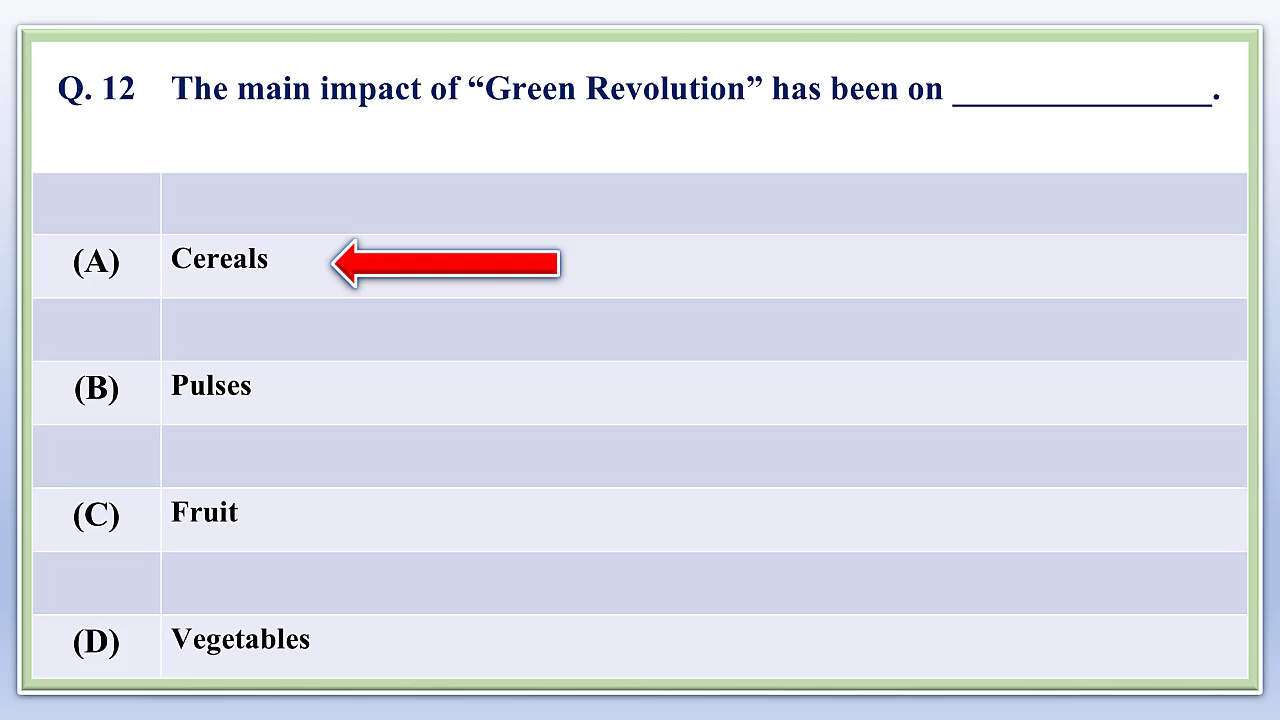 Q. 12 The main impact of “Green Revolution” has been on _______________.
(A) Cereals
(B) Pulses
(C) Fruit
(D) Vegetables